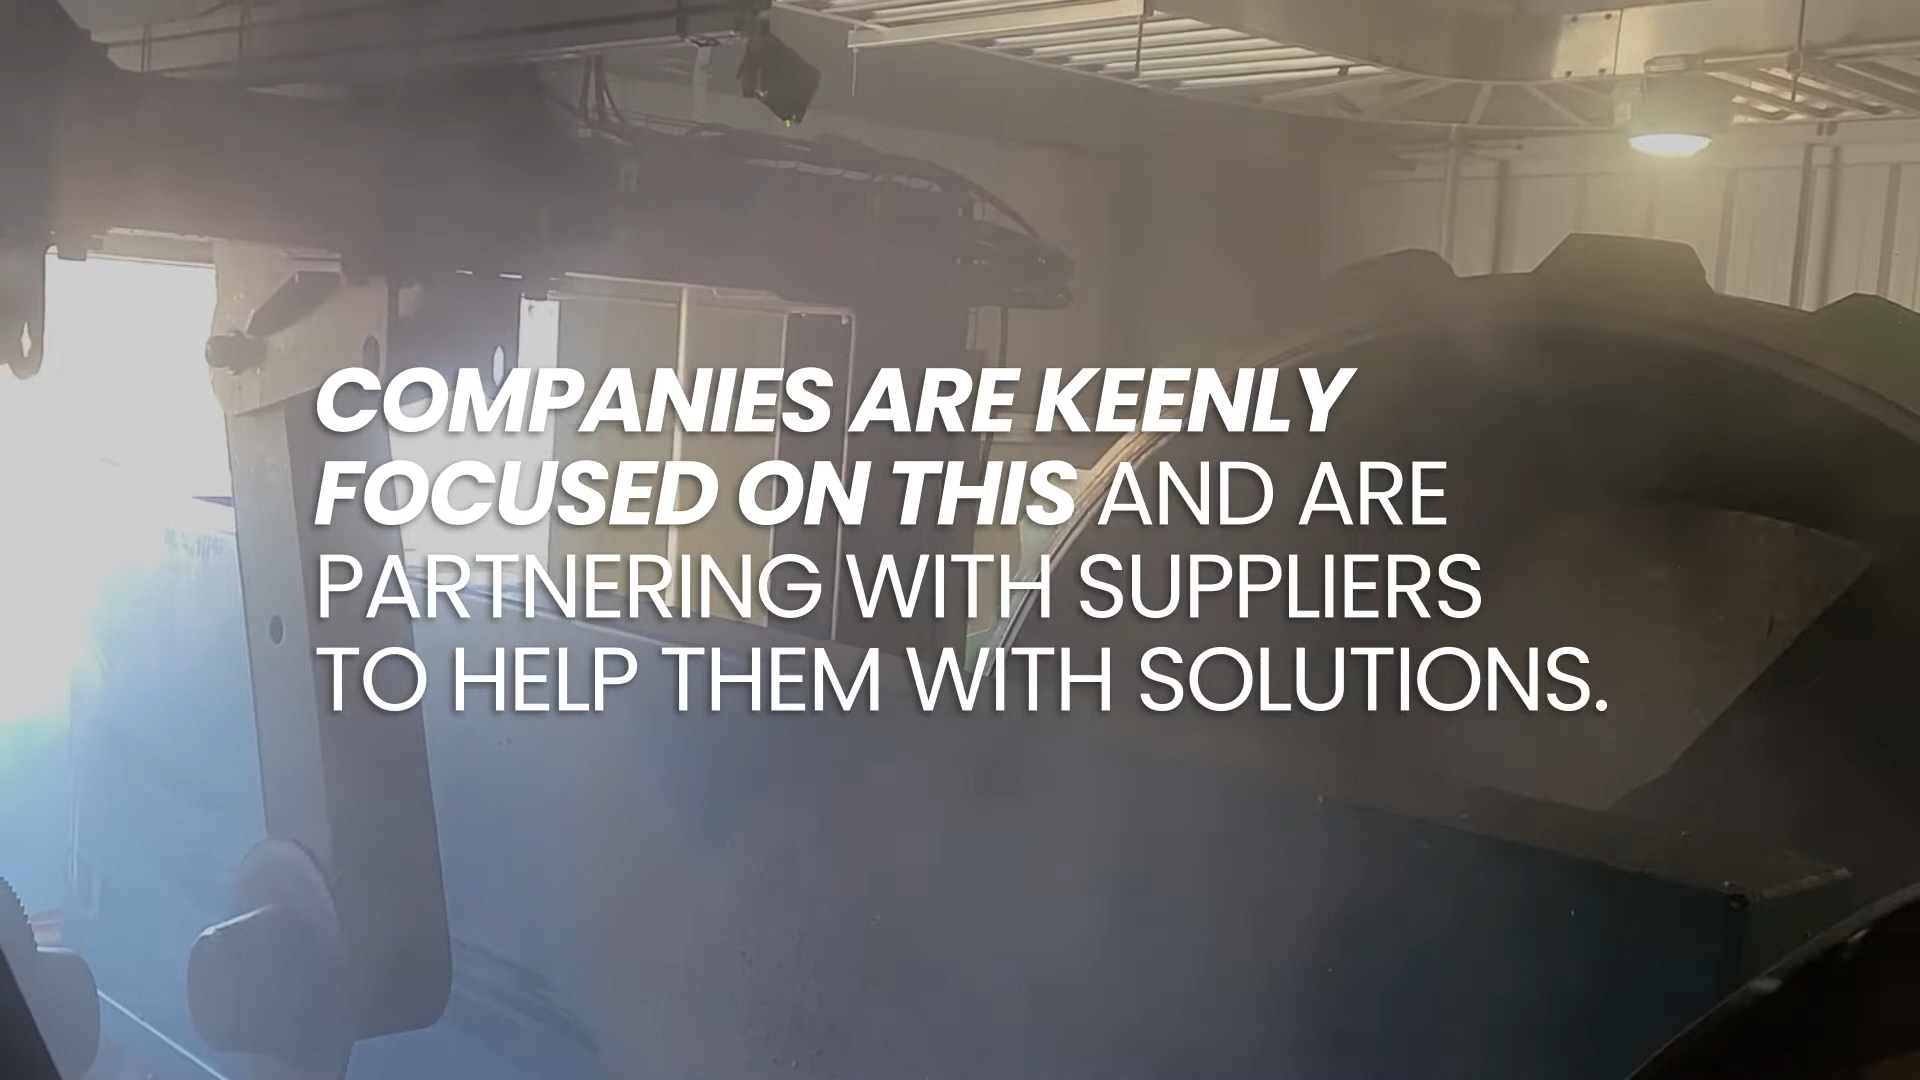 COMPANIES ARE KEENLY
FOCUSED ON THIS AND ARE
PARTNERING WITH SUPPLIERS
TO HELP THEM WITH SOLUTIONS.